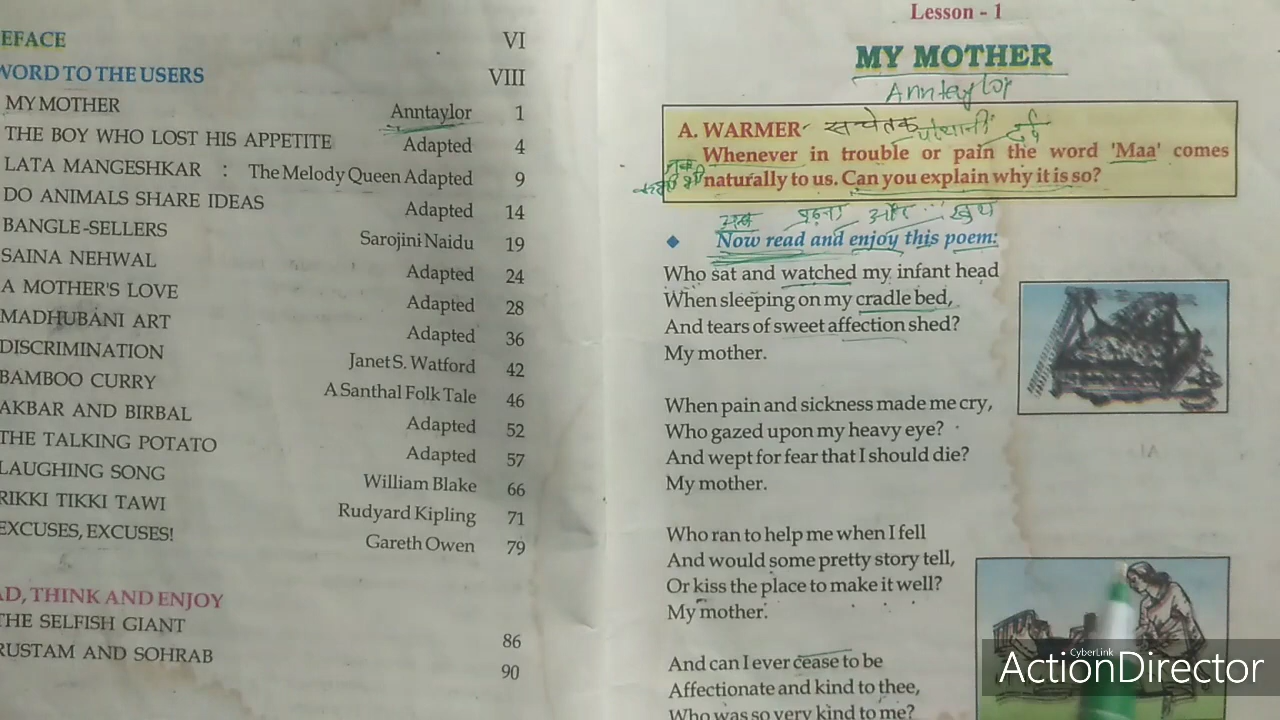 EFACE VI
WORD TO THE USERS VIII
MY MOTHER Anntaylor 1
THE BOY WHO LOST HIS APPETITE Adapted 4
LATA MANGESHKAR : The Melody Queen Adapted 9
DO ANIMALS SHARE IDEAS Adapted 14
BANGLE-SELLERS Sarojini Naidu 19
SAINA NEHWAL Adapted 24
A MOTHER'S LOVE Adapted 28
MADHUBANI ART Adapted 36
DISCRIMINATION Janet S. Watford 42
BAMBOO CURRY A Santhal Folk Tale 46
AKBAR AND BIRBAL Adapted 52
THE TALKING POTATO Adapted 57
LAUGHING SONG William Blake 66
RIKKI TIKKI TAWI Rudyard Kipling 71
EXCUSES, EXCUSES! Gareth Owen 79
AD, THINK AND ENJOY
THE SELFISH GIANT 86
RUSTAM AND SOHRAB 90
Lesson - 1
MY MOTHER
Anntaylor
A. WARMER सचेतक दर्द
Whenever in trouble or pain the word 'Maa' comes
naturally to us. Can you explain why it is so?
और
Now read and enjoy this poem:
Who sat and watched my infant head
When sleeping on my cradle bed,
And tears of sweet affection shed?
My mother.
When pain and sickness made me cry,
Who gazed upon my heavy eye?
And wept for fear that I should die?
My mother.
Who ran to help me when I fell
And would some pretty story tell,
Or kiss the place to make it well?
My mother.
And can I ever cease to be
Affectionate and kind to thee,
Who was so very kind to me?
CyberLink
ActionDirector